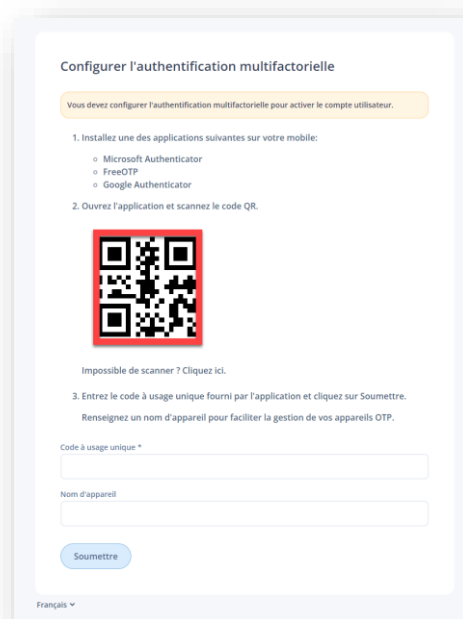 Configurer l'authentification multifactorielle
Vous devez configurer l'authentification multifactorielle pour activer le compte utilisateur.
1. Installez une des applications suivantes sur votre mobile:
Microsoft Authenticator
FreeOTP
Google Authenticator
2. Ouvrez l'application et scannez le code QR.
Impossible de scanner ? Cliquez ici.
3. Entrez le code à usage unique fourni par l'application et cliquez sur Soumettre.
Renseignez un nom d'appareil pour faciliter la gestion de vos appareils OTP.
Code à usage unique *
Nom d'appareil
Soumettre
Français